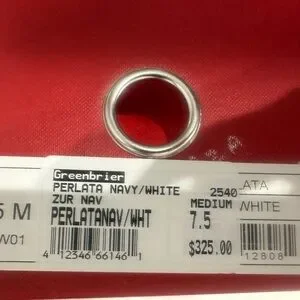 Greenbrier
PERLATA NAVY/WHITE 2540
ZUR NAV MEDIUM
PERLATANAV/WHT 7.5
4 12346 66146 1
$325.00
5 M
W01
ATA
WHITE
12808